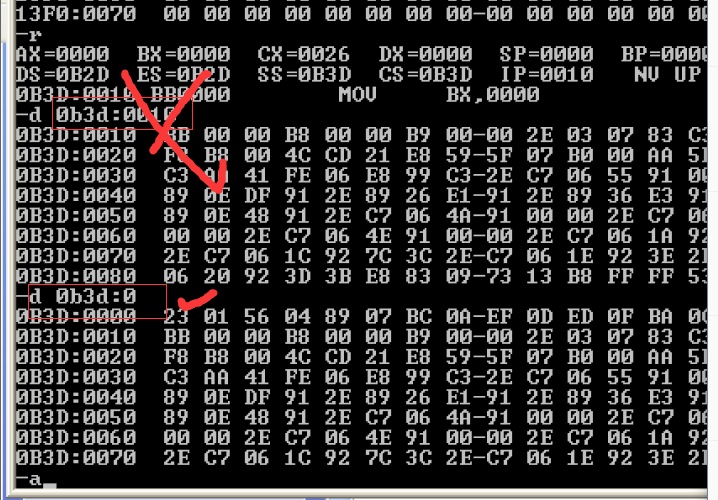 13F0:0070 00 00 00 00 00 00 00 00-00 00 00 00 00 00
-r
AX=0000 BX=0000 CX=0026 DX=0000 SP=0000 BP=0000
DS=0B2D ES=0B2D SS=0B3D CS=0B3D IP=0010 NV UP
0B3D:0010 BB0000 MOV BX,0000
-d 0b3d:0010
0B3D:0010 BB 00 00 B8 00 00 B9 00-00 2E 03 07 83 C3
0B3D:0020 F8 B8 00 4C CD 21 E8 59-5F 07 B0 00 AA
0B3D:0030 C3 AA 41 FE 06 E8 99 C3-2E C7 06 55 91 00
0B3D:0040 89 0E DF 91 2E 89 26 E1-91 2E 89 36 E3 91
0B3D:0050 89 0E 48 91 2E C7 06 4A-91 00 00 2E C7 06
0B3D:0060 00 00 2E C7 06 4E 91 00-00 2E C7 06 1A 92
0B3D:0070 2E C7 06 1C 92 7C 3C 2E-C7 06 1E 92 3E
0B3D:0080 06 20 92 3D 3B E8 83 09-73 13 B8 FF FF 53
-d 0b3d:0
0B3D:0000 23 01 56 04 89 07 BC 0A-EF 0D ED 0F BA
0B3D:0010 BB 00 00 B8 00 00 B9 00-00 2E 03 07 83 C3
0B3D:0020 F8 B8 00 4C CD 21 E8 59-5F 07 B0 00 AA
0B3D:0030 C3 AA 41 FE 06 E8 99 C3-2E C7 06 55 91 00
0B3D:0040 89 0E DF 91 2E 89 26 E1-91 2E 89 36 E3 91
0B3D:0050 89 0E 48 91 2E C7 06 4A-91 00 00 2E C7 06
0B3D:0060 00 00 2E C7 06 4E 91 00-00 2E C7 06 1A 92
0B3D:0070 2E C7 06 1C 92 7C 3C 2E-C7 06 1E 92 3E
-a_